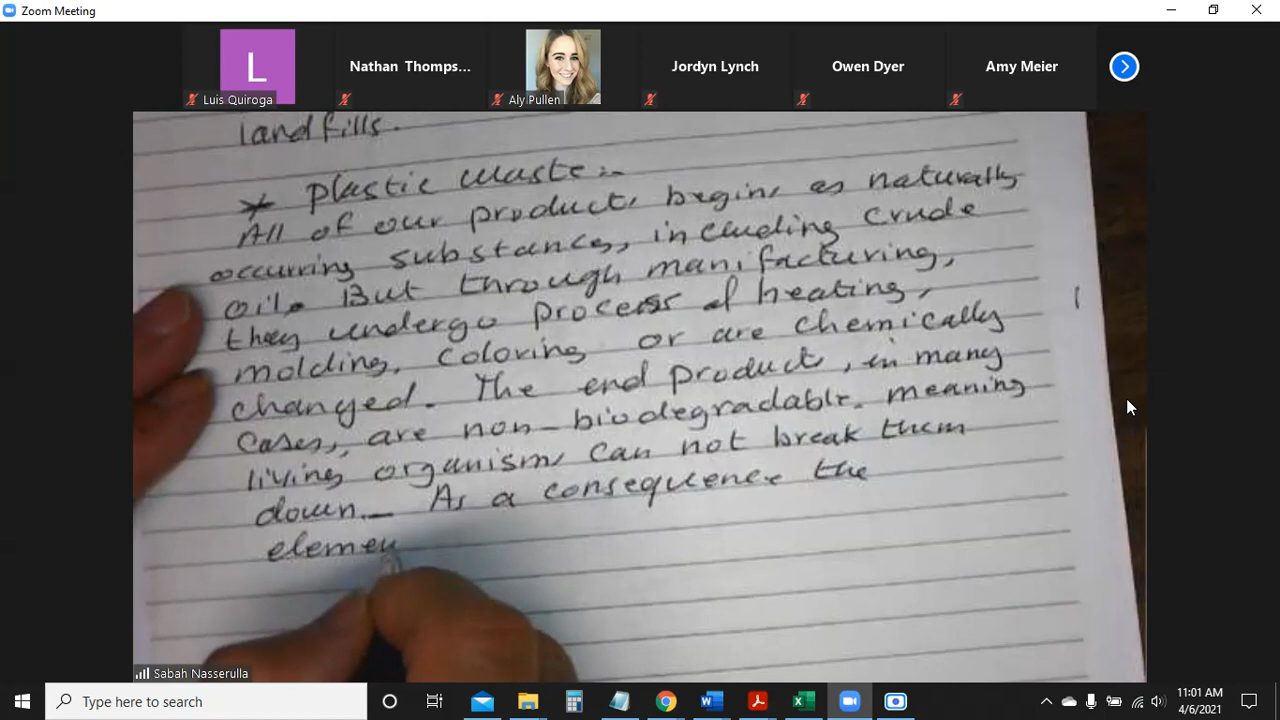 Zoom Meeting
L
Luis Quiroga
Nathan Thomps...
Aly Pullen
Jordyn Lynch
Owen Dyer
Amy Meier
landfills.
* Plastic waste:-
All of our products begins as naturally
occurring substances, including crude
oil. But through manifacturing,
they undergo process of heating,
molding, coloring or are chemically
changed. The end product, in many
cases, are non-biodegradable. meaning
living organisms can not break them
down. As a consequence the
elemen
Sabah Nasserulla
Type here to search
11:01 AM
4/6/2021